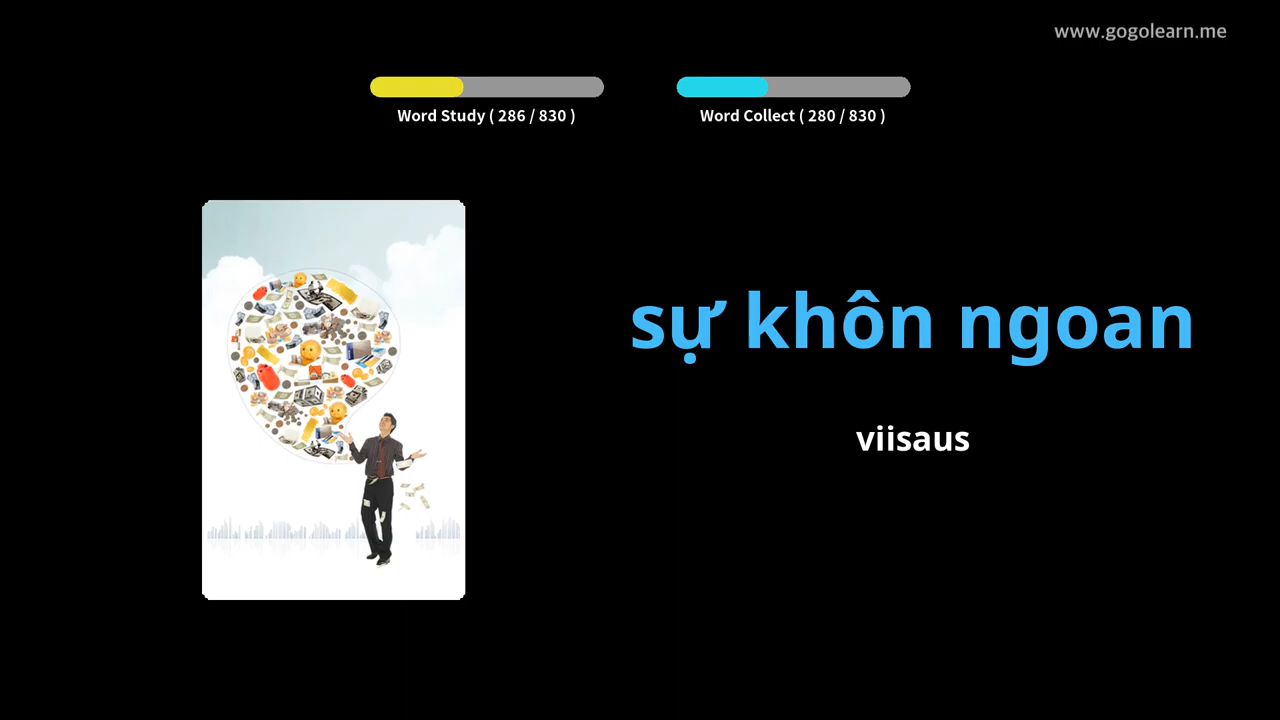 www.gogolearn.me
Word Study ( 286 / 830 )
Word Collect ( 280 / 830 )
sự khôn ngoan
viisaus